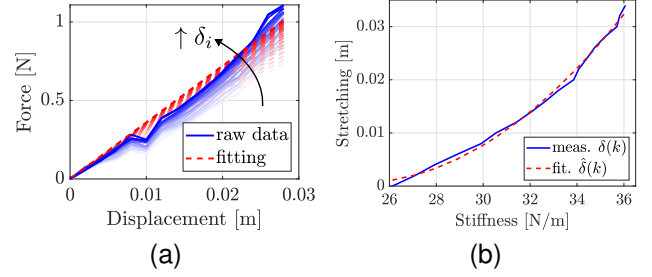 Force [N]
1
0.5
0
↑ δᵢ
raw data
fitting
0
0.01
0.02
0.03
Displacement [m]
(a)
Stretching [m]
0.03
0.02
0.01
0
meas. δ(k)
fit. δ̂(k)
26
28
30
32
34
36
Stiffness [N/m]
(b)